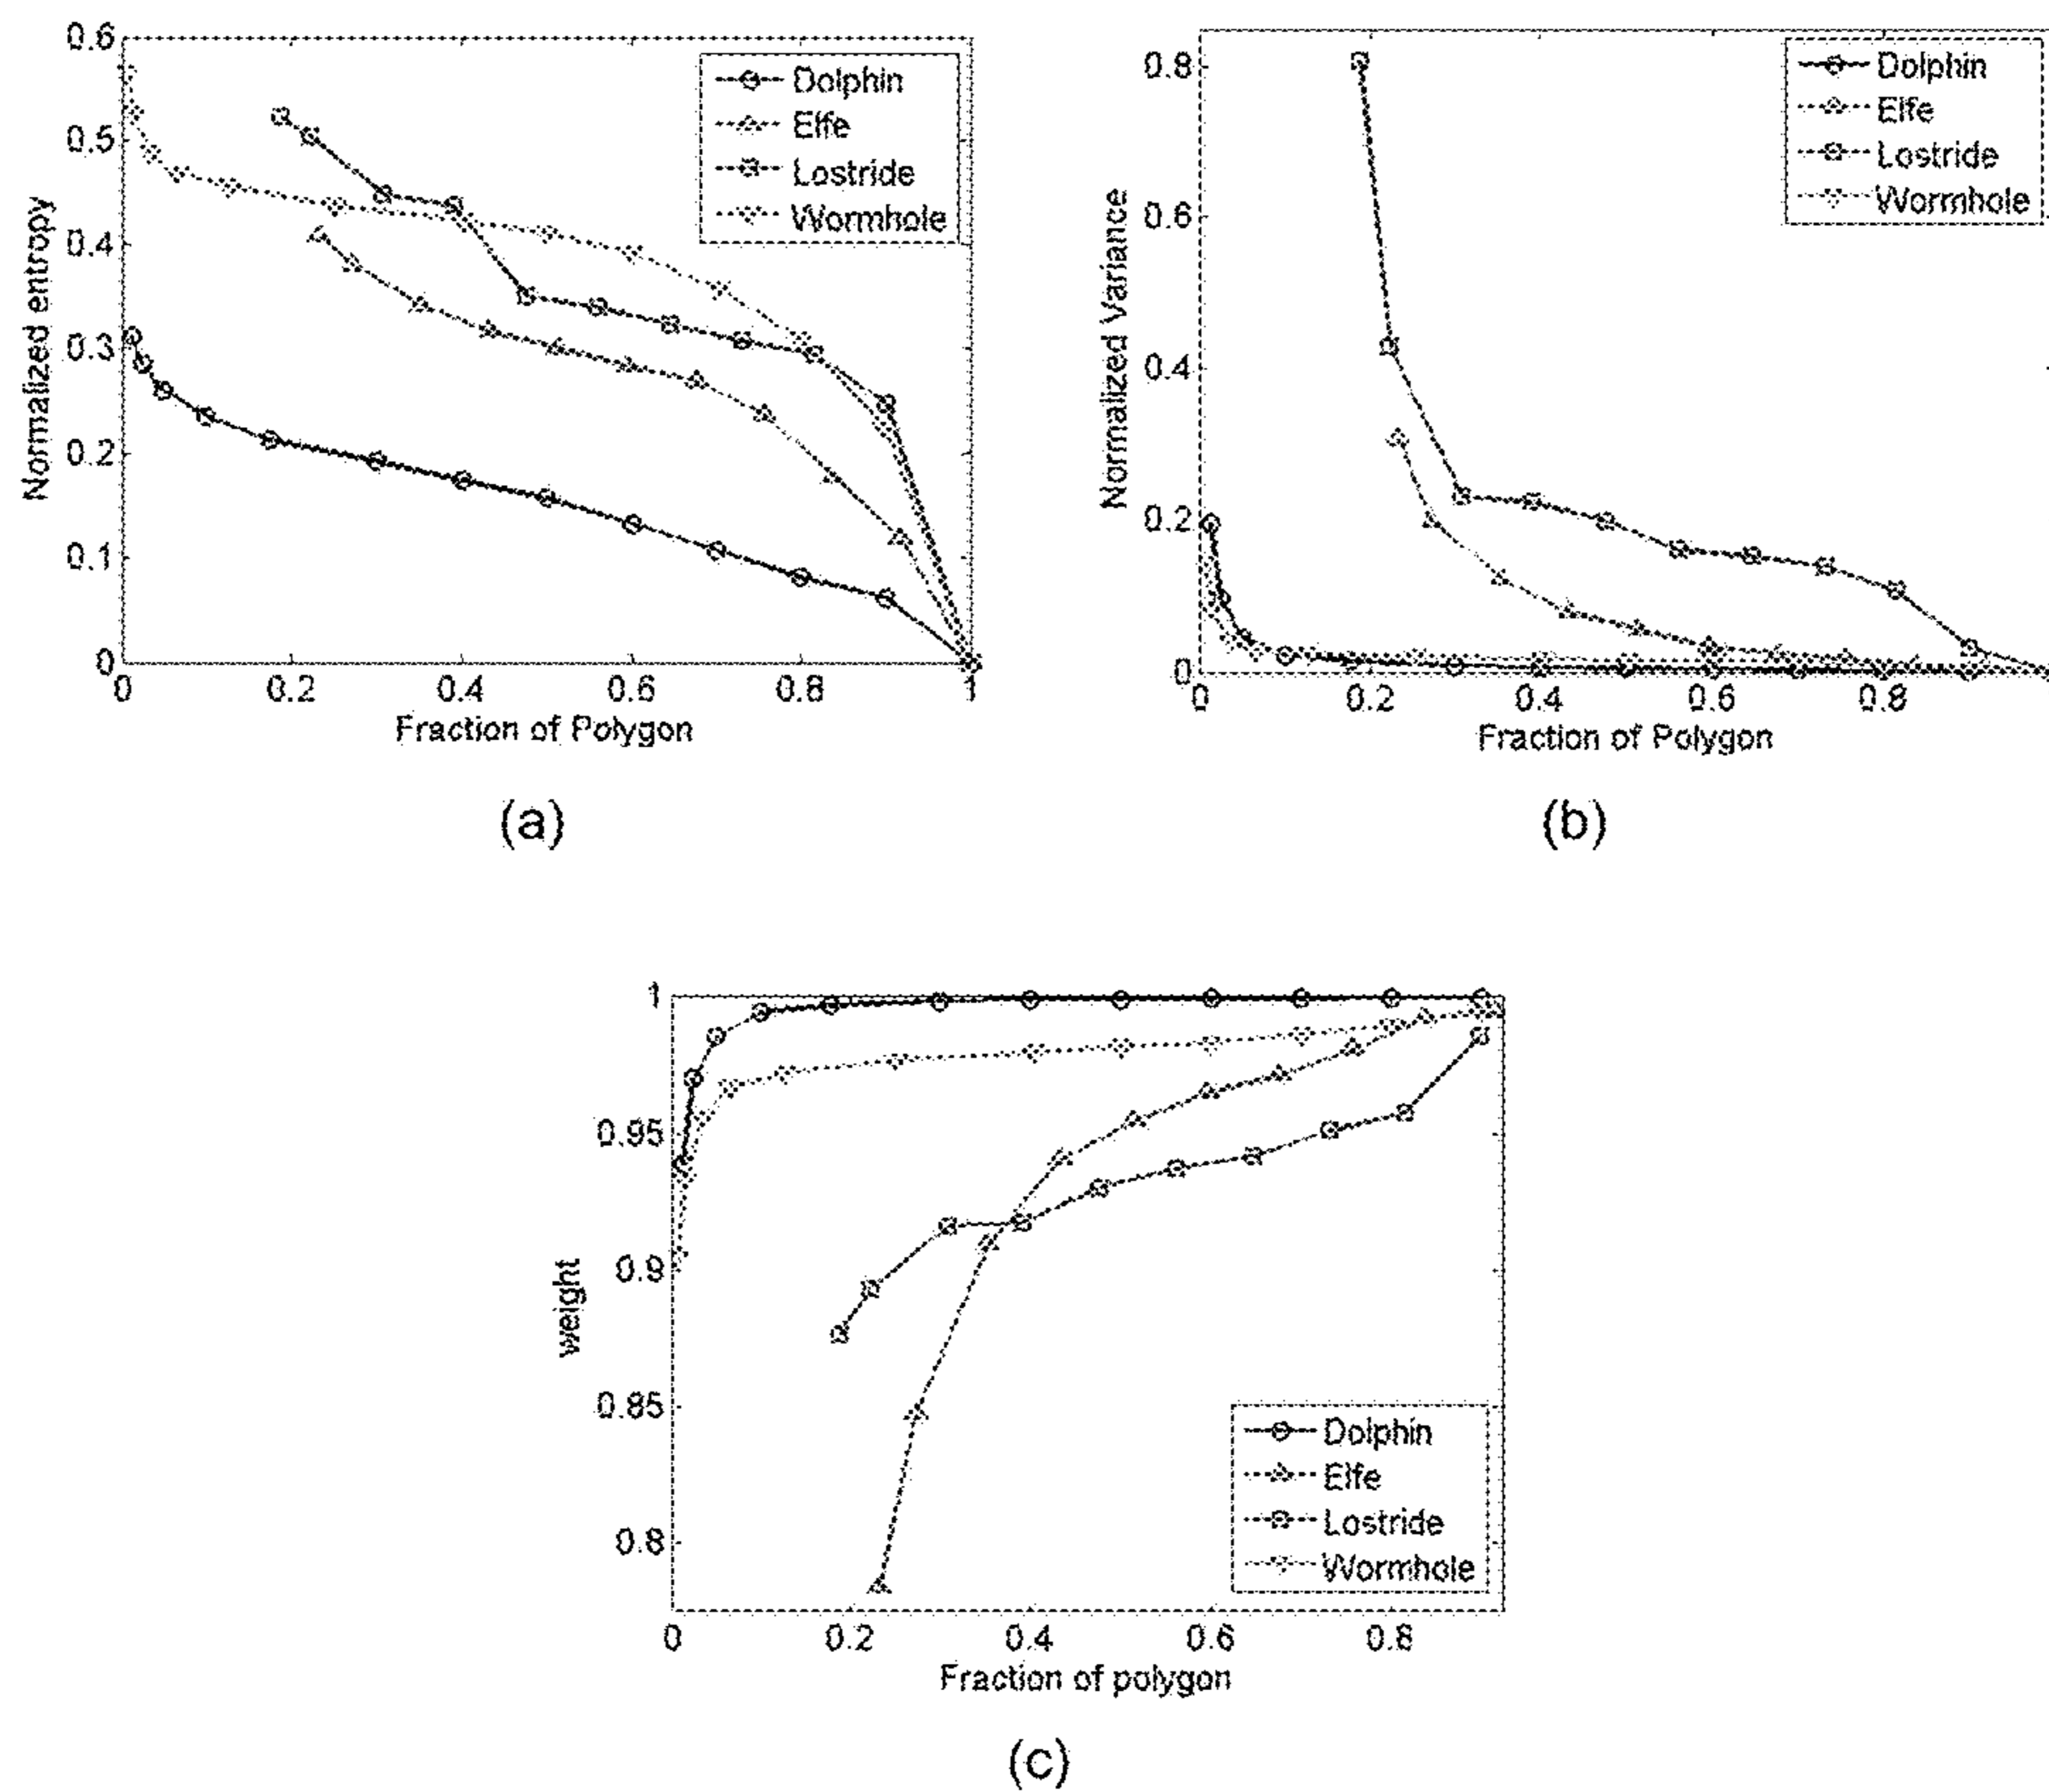 Normalized entropy
0.6
0.5
0.4
0.3
0.2
0.1
0
0 0.2 0.4 0.6 0.8 1
Fraction of Polygon
Dolphin
Elfe
Lostride
Wormhole
(a)
Normalized Variance
0.8
0.6
0.4
0.2
0
0 0.2 0.4 0.6 0.8
Fraction of Polygon
Dolphin
Elfe
Lostride
Wormhole
(b)
weight
1
0.95
0.9
0.85
0.8
0 0.2 0.4 0.6 0.8
Fraction of polygon
Dolphin
Elfe
Lostride
Wormhole
(c)